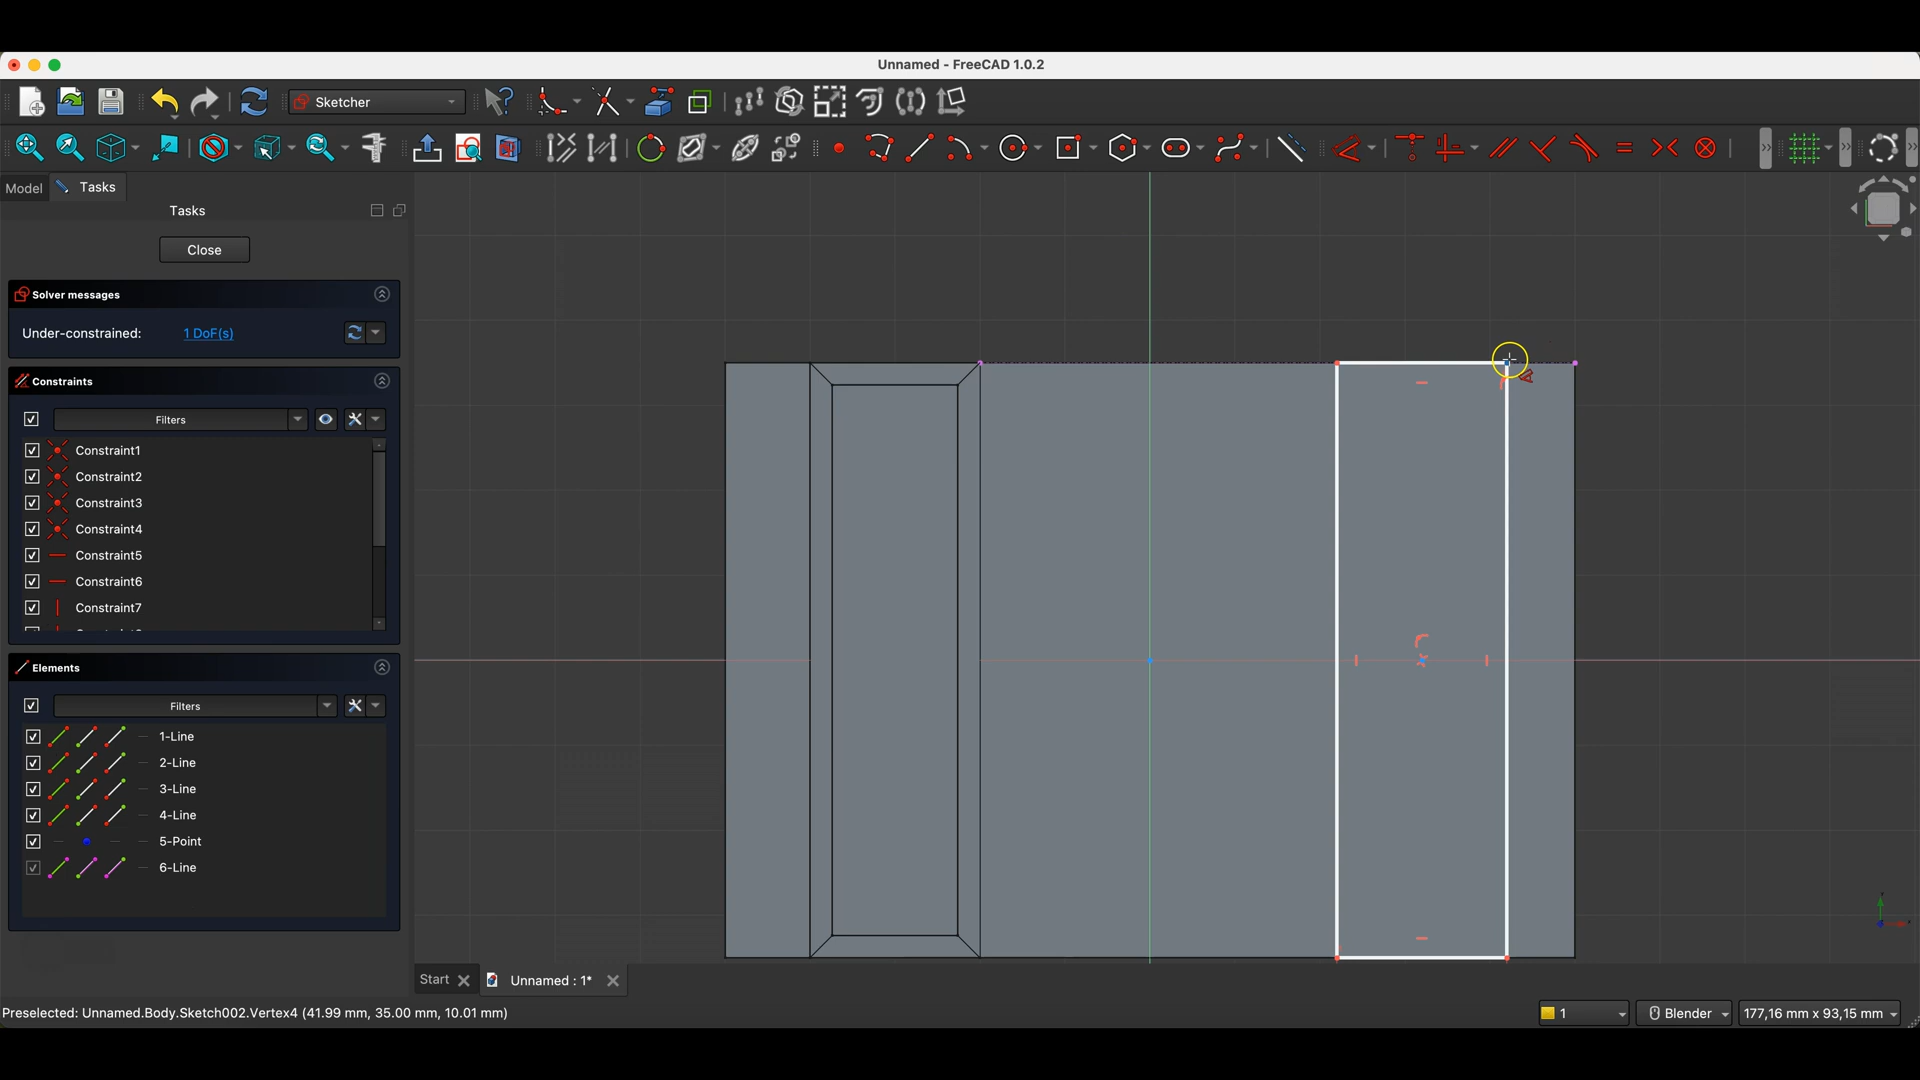 Unnamed - FreeCAD 1.0.2
Sketcher
Model
Tasks
Tasks
Close
Solver messages
Under-constrained: 1 DoF(s)
Constraints
Filters
Constraint1
Constraint2
Constraint3
Constraint4
Constraint5
Constraint6
Constraint7
Elements
Filters
1-Line
2-Line
3-Line
4-Line
5-Point
6-Line
Start
Unnamed : 1*
Preselected: Unnamed.Body.Sketch002.Vertex4 (41.99 mm, 35.00 mm, 10.01 mm)
1
Blender
177,16 mm x 93,15 mm